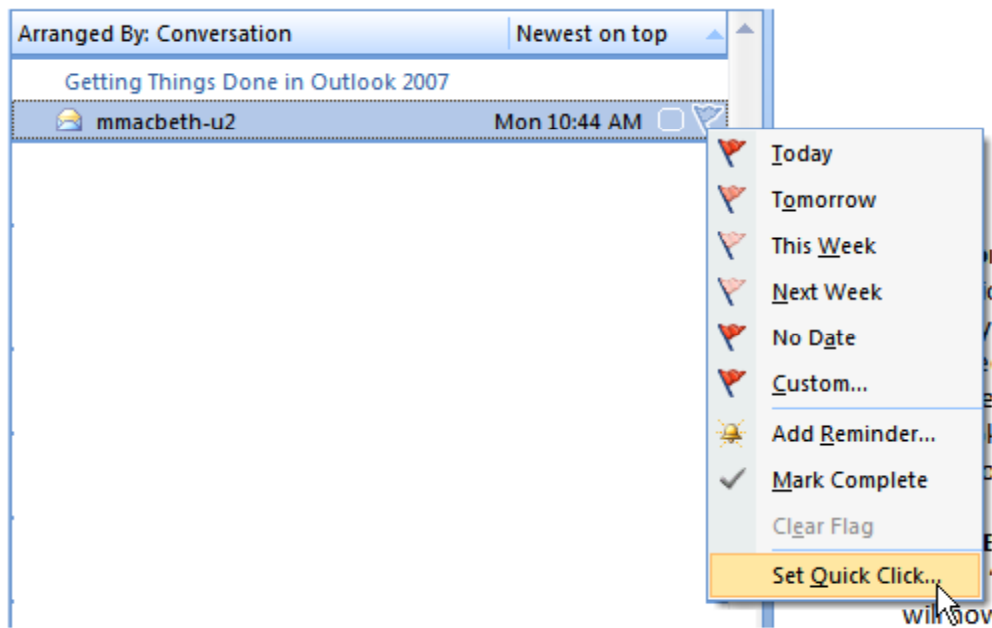 Arranged By: Conversation Newest on top
Getting Things Done in Outlook 2007
mmacbeth-u2 Mon 10:44 AM
Today
Tomorrow
This Week
Next Week
No Date
Custom...
Add Reminder...
Mark Complete
Clear Flag
Set Quick Click...
will